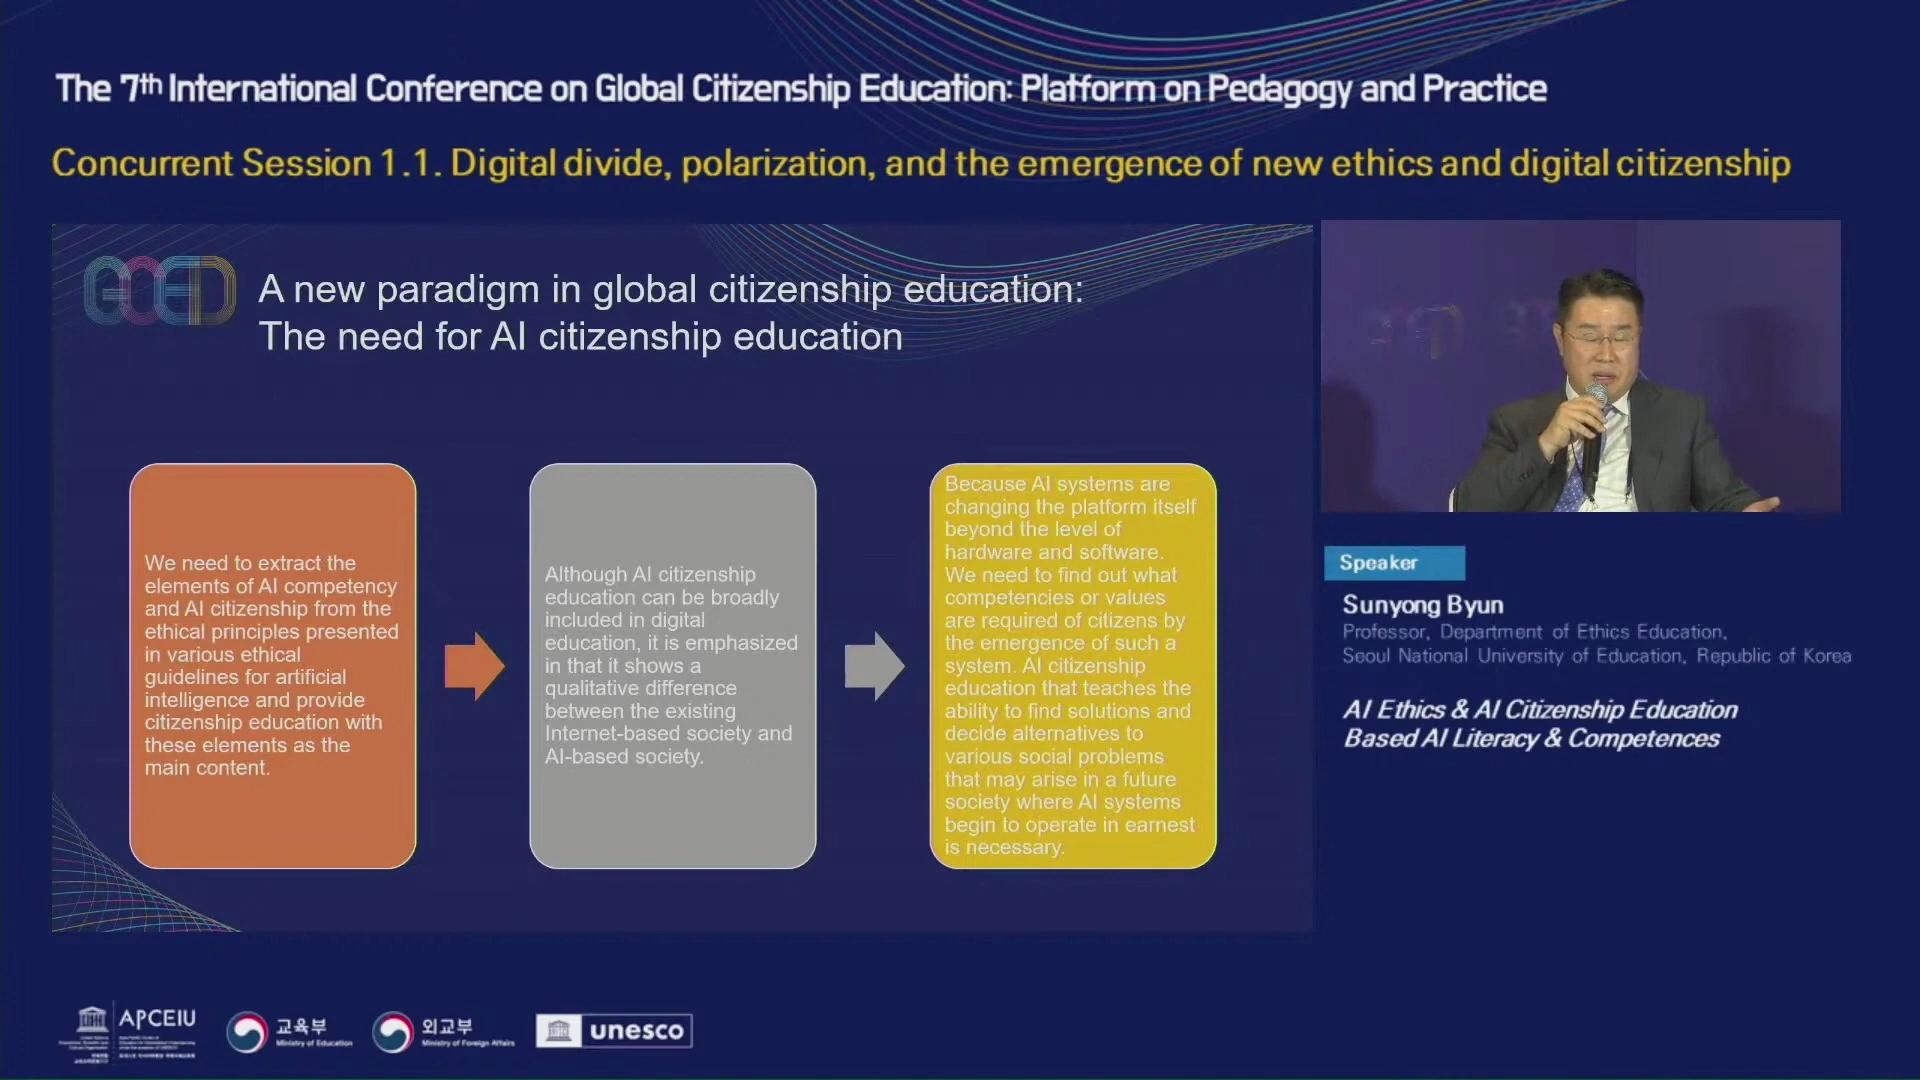 The 7th International Conference on Global Citizenship Education: Platform on Pedagogy and Practice
Concurrent Session 1.1. Digital divide, polarization, and the emergence of new ethics and digital citizenship
GCED
A new paradigm in global citizenship education:
The need for AI citizenship education
We need to extract the
elements of AI competency
and AI citizenship from the
ethical principles presented
in various ethical
guidelines for artificial
intelligence and provide
citizenship education with
these elements as the
main content.
Although AI citizenship
education can be broadly
included in digital
education, it is emphasized
in that it shows a
qualitative difference
between the existing
Internet-based society and
AI-based society.
Because AI systems are
changing the platform itself
beyond the level of
hardware and software.
We need to find out what
competencies or values
are required of citizens by
the emergence of such a
system. AI citizenship
education that teaches the
ability to find solutions and
decide alternatives to
various social problems
that may arise in a future
society where AI systems
begin to operate in earnest
is necessary.
Speaker
Sunyong Byun
Professor, Department of Ethics Education,
Seoul National University of Education, Republic of Korea
AI Ethics & AI Citizenship Education
Based AI Literacy & Competences
APCEIU
교육부
Ministry of Education
외교부
Ministry of Foreign Affairs
unesco